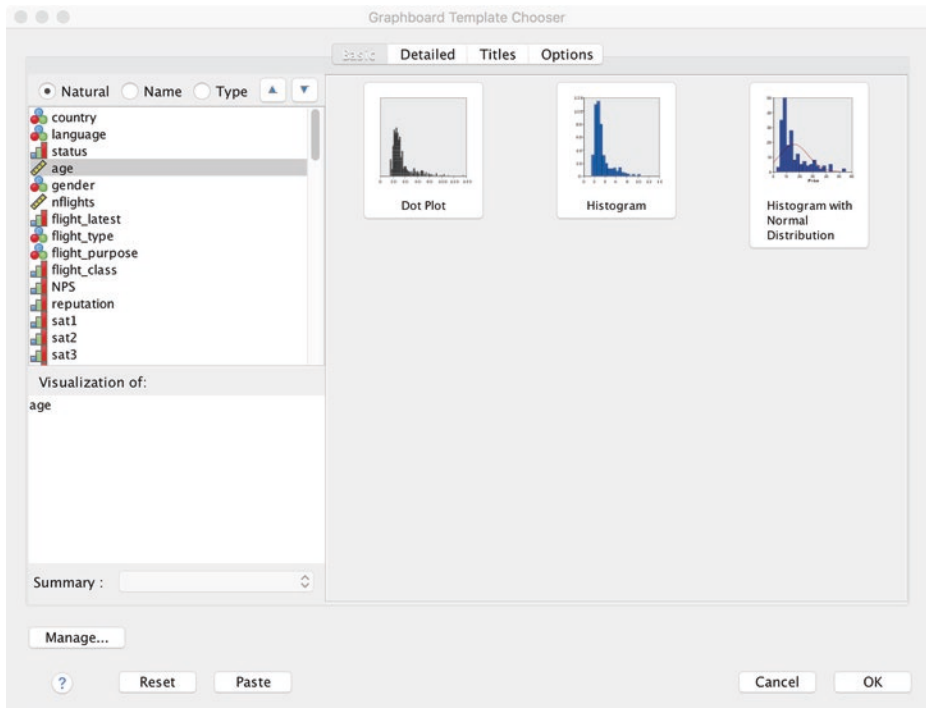 Graphboard Template Chooser
Basic Detailed Titles Options
Natural Name Type
country
language
status
age
gender
nflights
flight_latest
flight_type
flight_purpose
flight_class
NPS
reputation
sat1
sat2
sat3
Dot Plot
Histogram
Histogram with
Normal
Distribution
Visualization of:
age
Summary :
Manage...
? Reset Paste Cancel OK